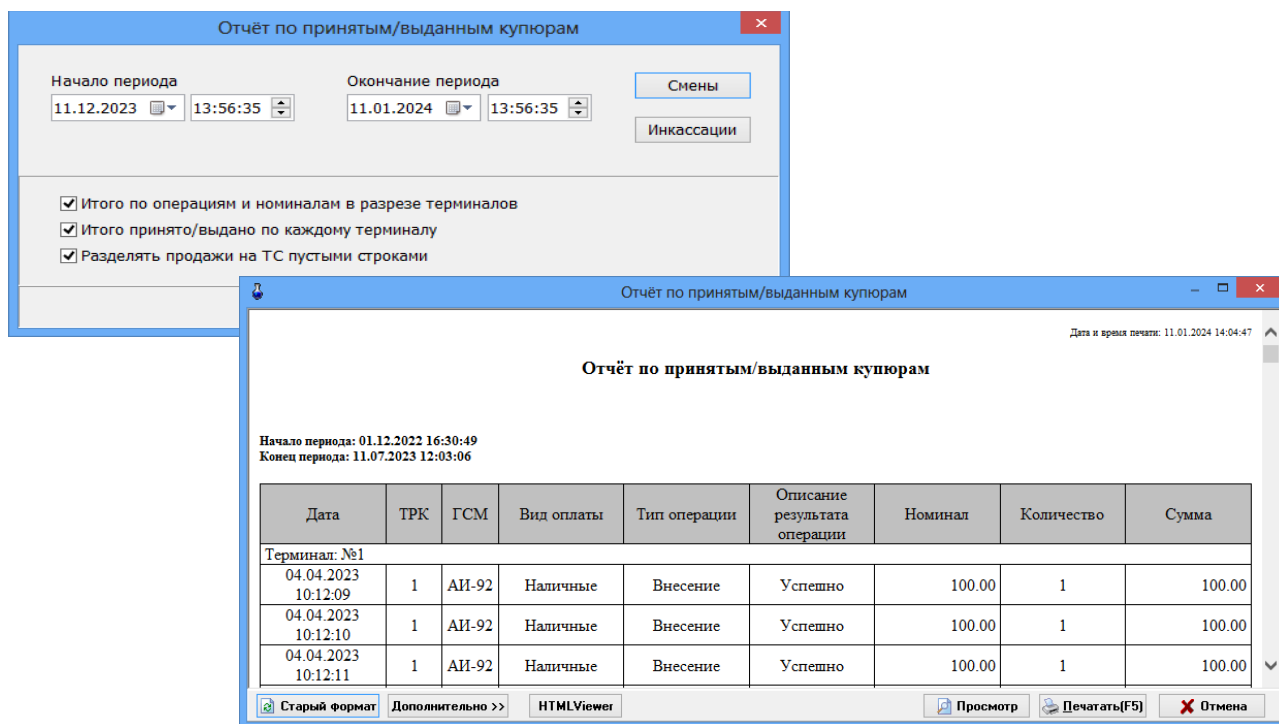 Отчёт по принятым/выданным купюрам
Начало периода
Окончание периода
11.12.2023 13:56:35
11.01.2024 13:56:35
Смены
Инкассации
Итого по операциям и номиналам в разрезе терминалов
Итого принято/выдано по каждому терминалу
Разделять продажи на ТС пустыми строками
Отчёт по принятым/выданным купюрам
Дата и время печати: 11.01.2024 14:04:47
Отчёт по принятым/выданным купюрам
Начало периода: 01.12.2022 16:30:49
Конец периода: 11.07.2023 12:03:06
Дата ТРК ГСМ Вид оплаты Тип операции Описание результата операции Номинал Количество Сумма
Терминал: №1
04.04.2023 10:12:09 1 АИ-92 Наличные Внесение Успешно 100.00 1 100.00
04.04.2023 10:12:10 1 АИ-92 Наличные Внесение Успешно 100.00 1 100.00
04.04.2023 10:12:11 1 АИ-92 Наличные Внесение Успешно 100.00 1 100.00
Старый формат Дополнительно >> HTMLViewer Просмотр Печатать(F5) Отмена